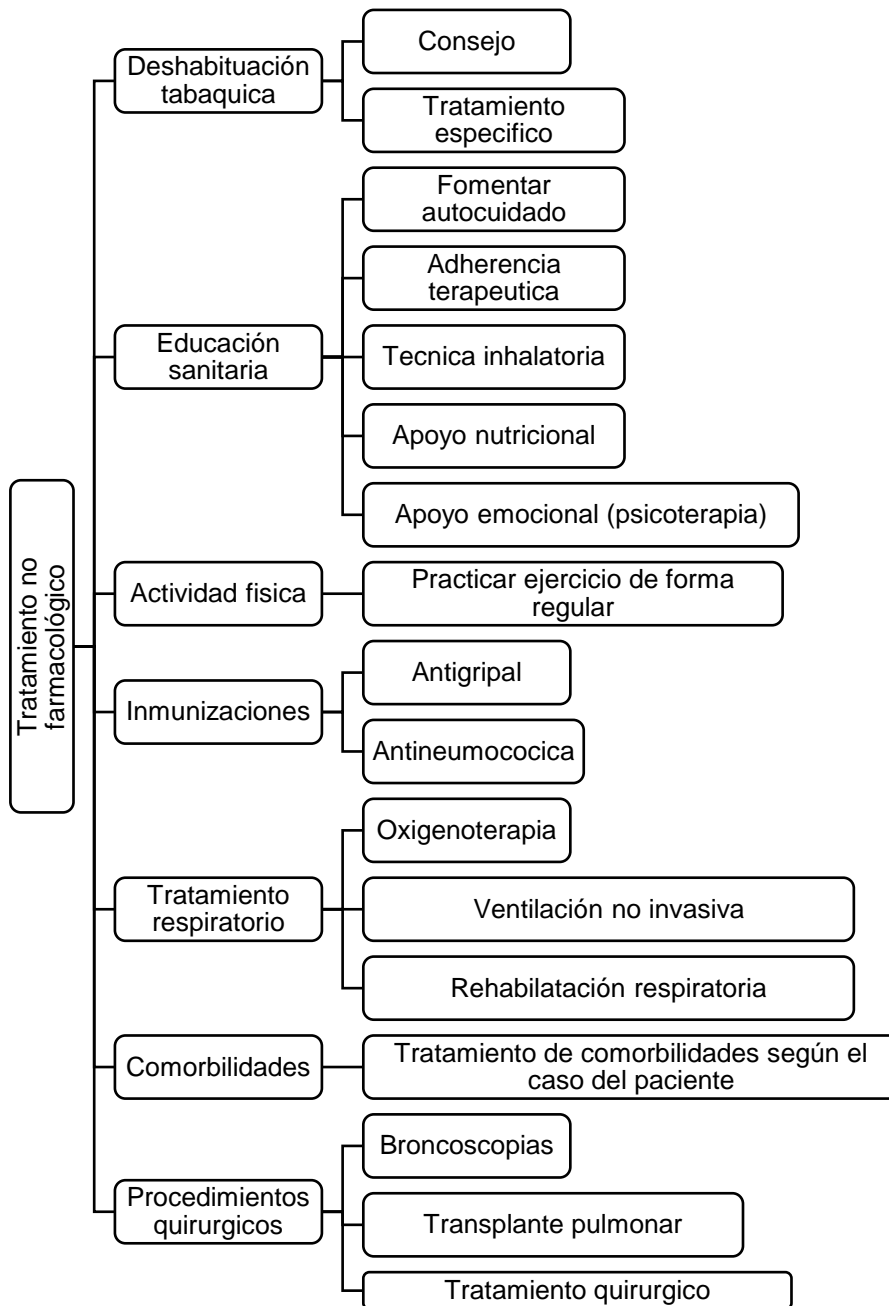 Tratamiento no
farmacológico
Deshabituación
tabaquica
Consejo
Tratamiento
especifico
Educación
sanitaria
Fomentar
autocuidado
Adherencia
terapeutica
Tecnica inhalatoria
Apoyo nutricional
Apoyo emocional (psicoterapia)
Actividad fisica
Practicar ejercicio de forma
regular
Inmunizaciones
Antigripal
Antineumococica
Tratamiento
respiratorio
Oxigenoterapia
Ventilación no invasiva
Rehabilatación respiratoria
Comorbilidades
Tratamiento de comorbilidades según el
caso del paciente
Procedimientos
quirurgicos
Broncoscopias
Transplante pulmonar
Tratamiento quirurgico